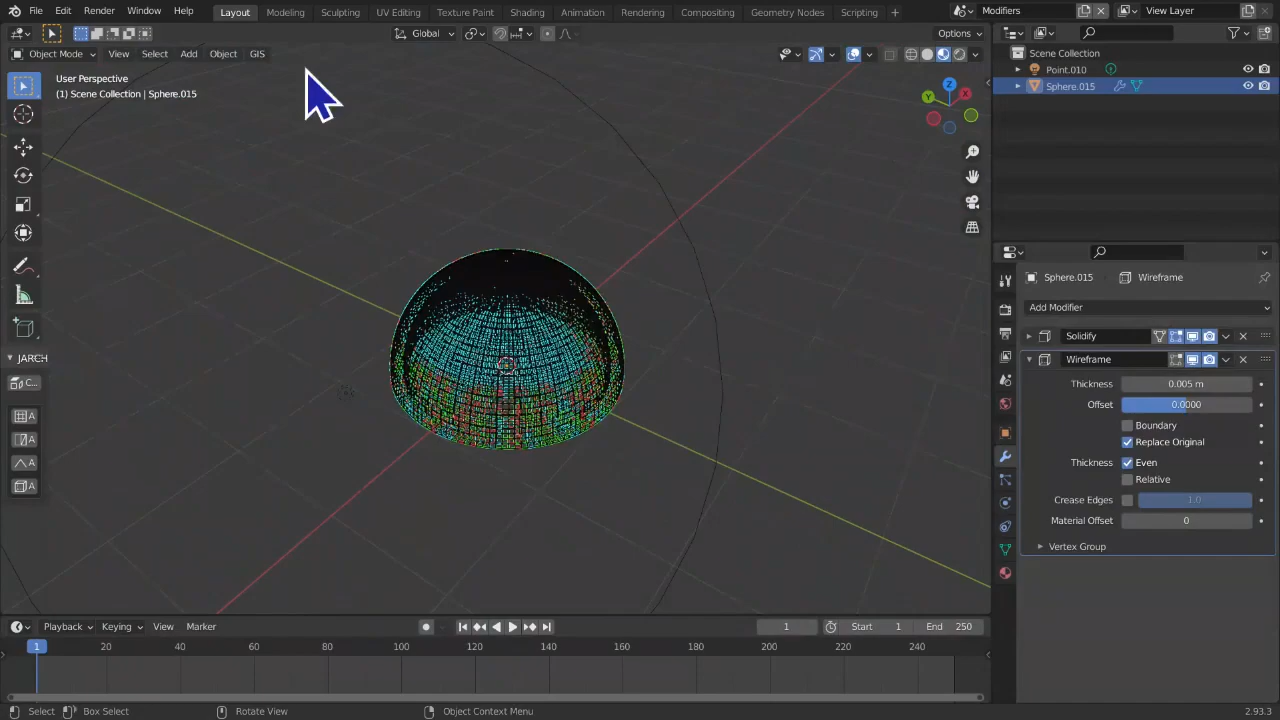 File Edit Render Window Help Layout Modeling Sculpting UV Editing Texture Paint Shading Animation Rendering Compositing Geometry Nodes Scripting + Modifiers View Layer
Global Options
Object Mode View Select Add Object GIS
User Perspective
(1) Scene Collection | Sphere.015
Z
Y
X
Scene Collection
Point.010
Sphere.015
Sphere.015 Wireframe
Add Modifier
Solidify
Wireframe
Thickness 0.005 m
Offset 0.0000
Boundary
Replace Original
Thickness Even
Relative
Crease Edges 1.0
Material Offset 0
Vertex Group
JARCH
C...
A
A
A
A
Playback Keying View Marker 1 Start 1 End 250
1 20 40 60 80 100 120 140 160 180 200 220 240
Select Box Select Rotate View Object Context Menu 2.93.3